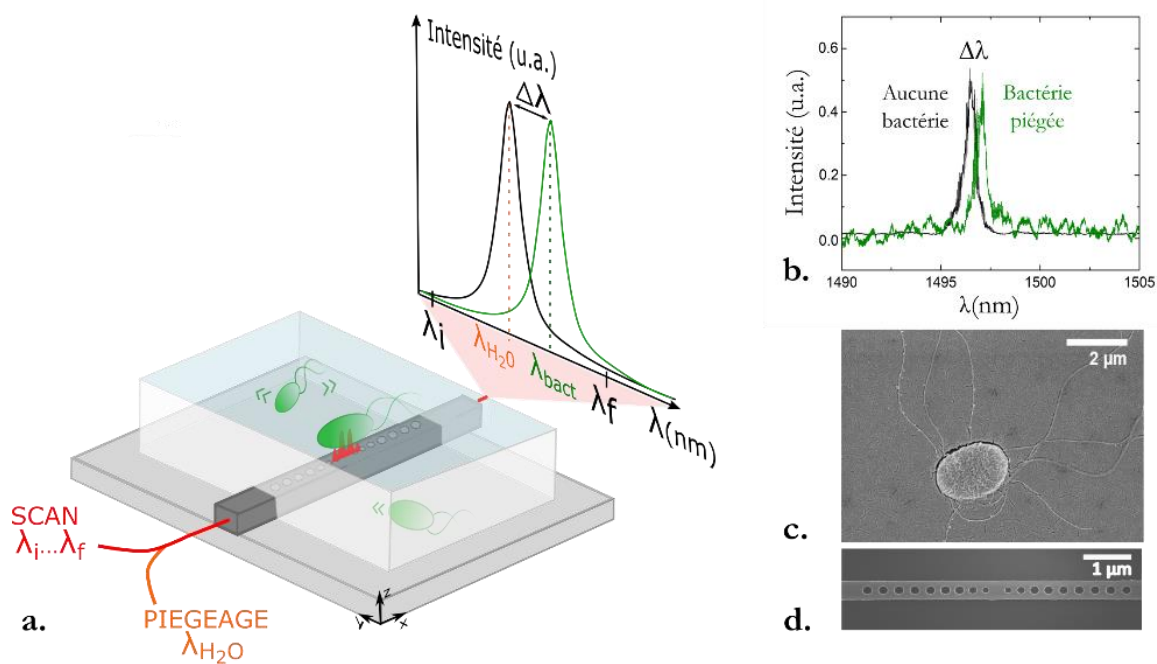 Intensité (u.a.)
Δλ
λi
λH₂O
λbact
λf
λ(nm)
SCAN
λi...λf
PIEGEAGE
λH₂O
z
y
x
a.
0.6
0.4
0.2
0.0
Intensité (u.a.)
Δλ
Aucune
bactérie
Bactérie
piégée
1490
1495
1500
1505
λ(nm)
b.
2 µm
c.
1 µm
d.